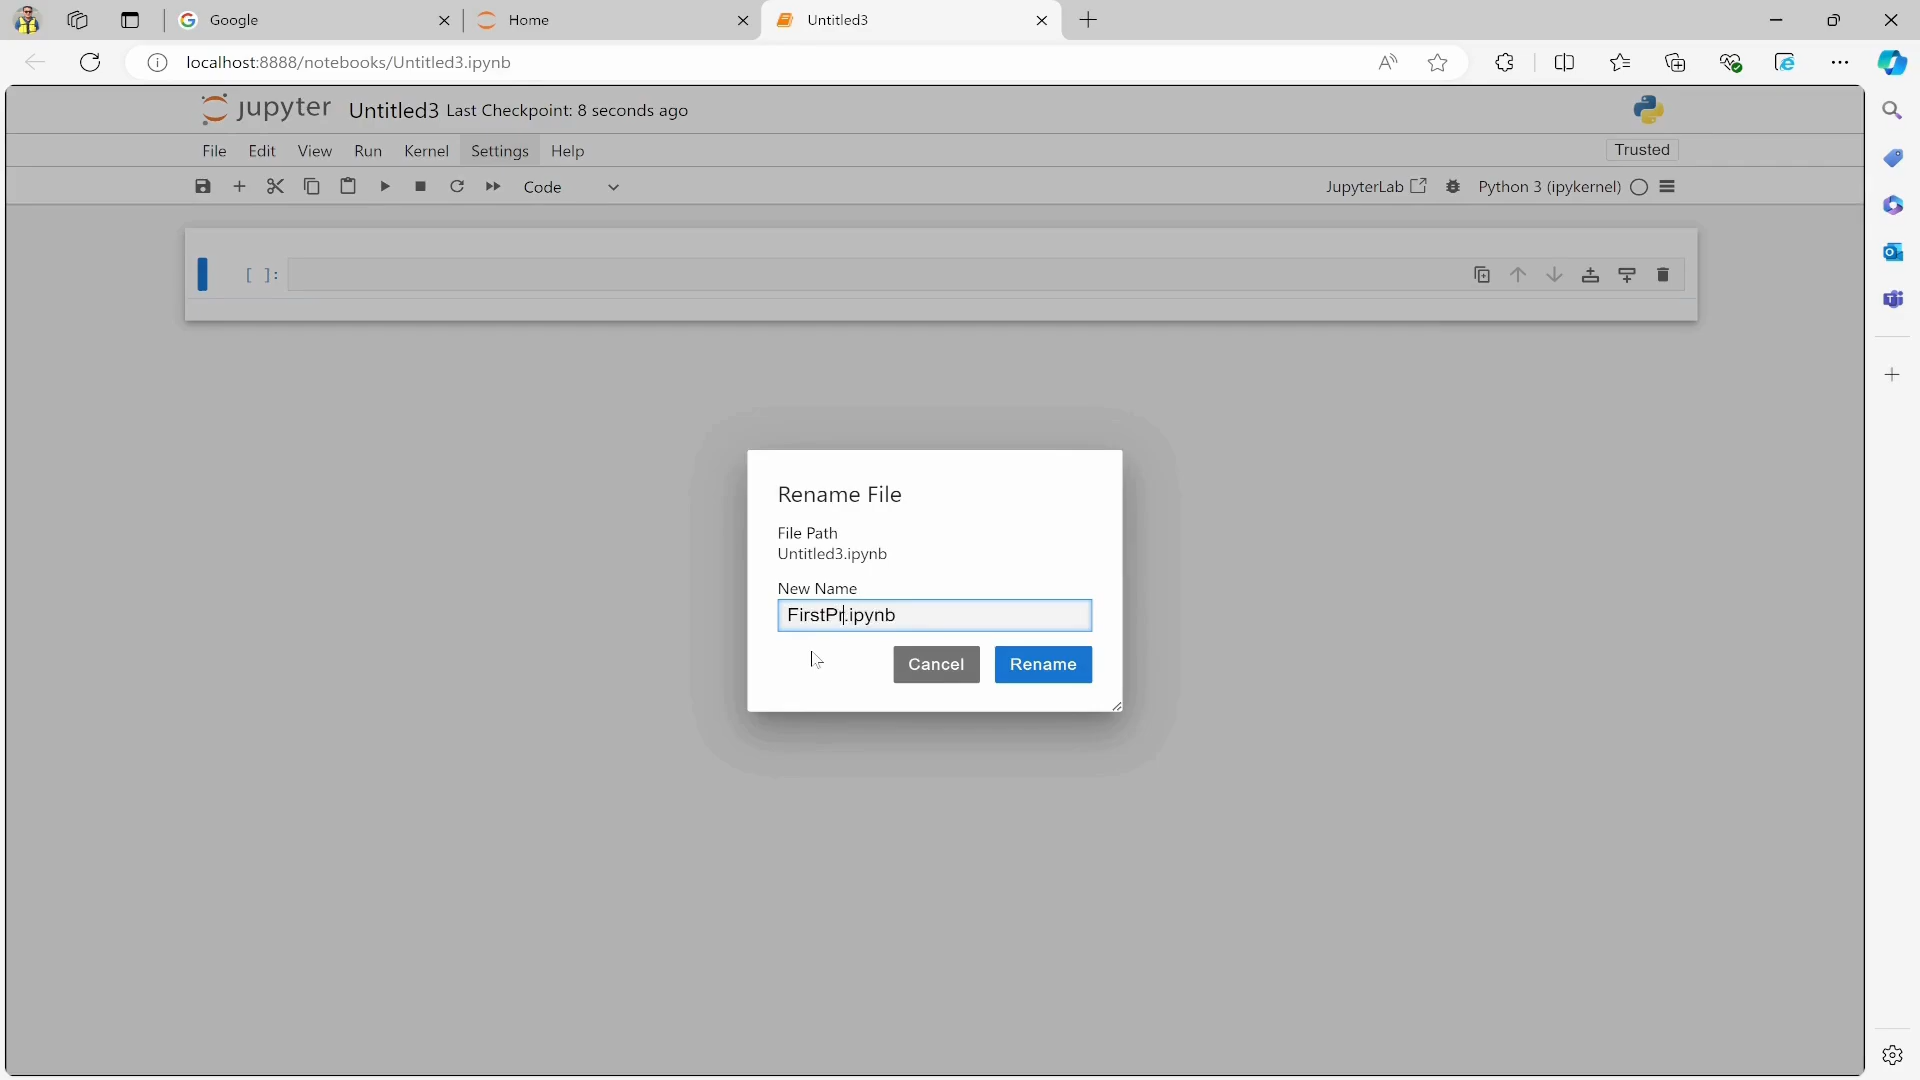 Google
Home
Untitled3
localhost:8888/notebooks/Untitled3.ipynb
jupyter Untitled3 Last Checkpoint: 8 seconds ago
File Edit View Run Kernel Settings Help
Trusted
Code
JupyterLab
Python 3 (ipykernel)
[ ]:
Rename File
File Path
Untitled3.ipynb
New Name
FirstPr.ipynb
Cancel
Rename